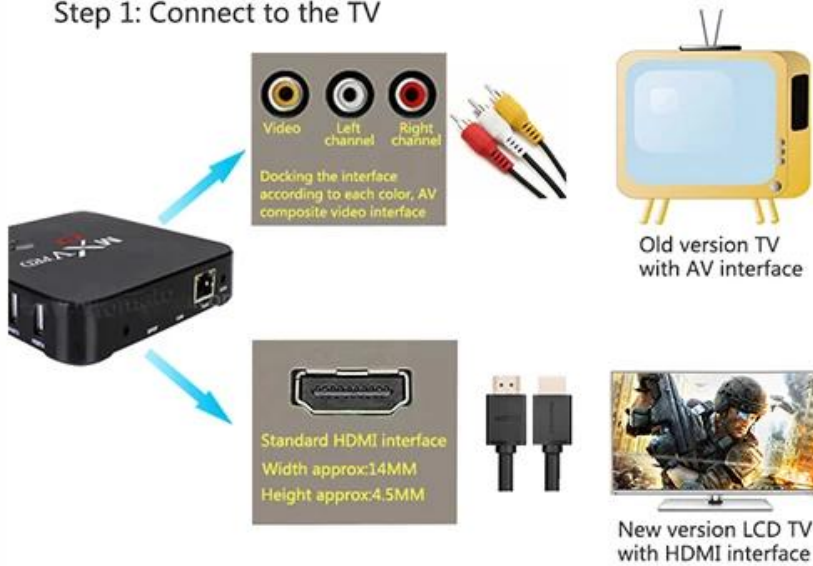 Step 1: Connect to the TV
Video
Left channel
Right channel
Docking the interface
according to each color, AV
composite video interface
Old version TV
with AV interface
MXV
Standard HDMI interface
Width approx:14MM
Height approx:4.5MM
New version LCD TV
with HDMI interface